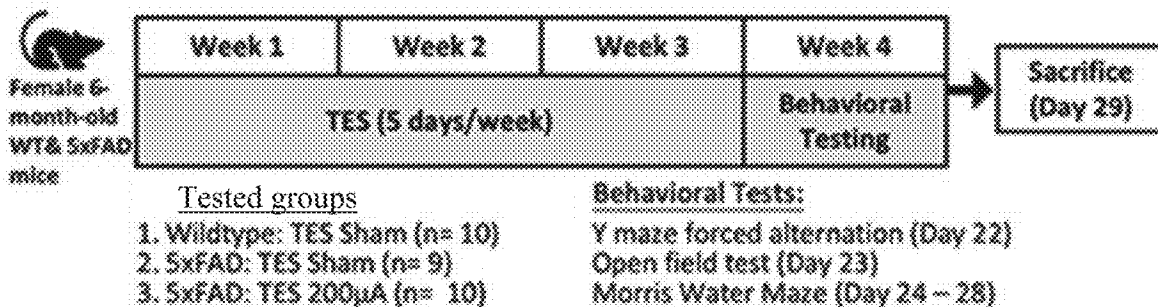 Week 1
Week 2
Week 3
Week 4
Female 6-
month-old
WT& 5xFAD
mice
TES (5 days/week)
Behavioral
Testing
Sacrifice
(Day 29)
Tested groups
1. Wildtype: TES Sham (n= 10)
2. 5xFAD: TES Sham (n= 9)
3. 5xFAD: TES 200μA (n= 10)
Behavioral Tests:
Y maze forced alternation (Day 22)
Open field test (Day 23)
Morris Water Maze (Day 24 – 28)